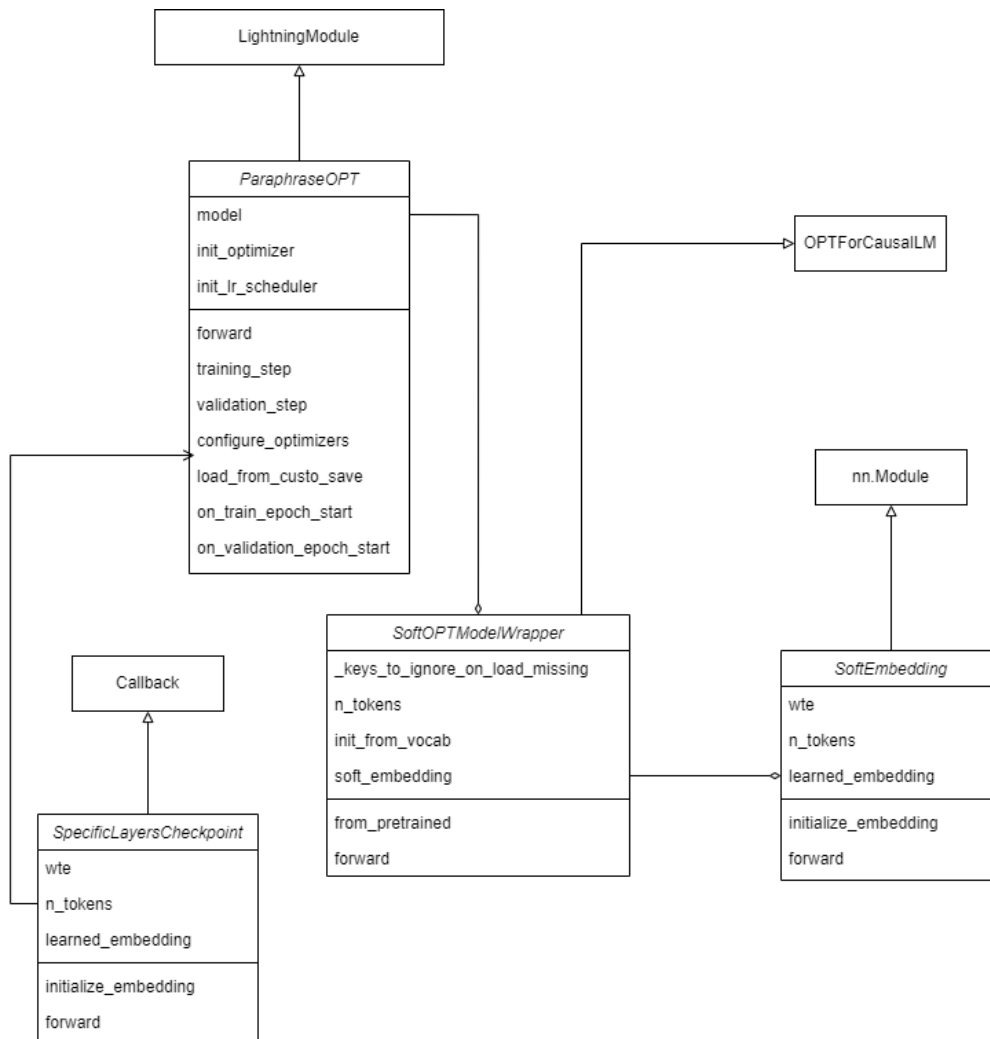 LightningModule
ParaphraseOPT
model
init_optimizer
init_lr_scheduler
forward
training_step
validation_step
configure_optimizers
load_from_custo_save
on_train_epoch_start
on_validation_epoch_start
OPTForCausalLM
nn.Module
SoftOPTModelWrapper
_keys_to_ignore_on_load_missing
n_tokens
init_from_vocab
soft_embedding
from_pretrained
forward
SoftEmbedding
wte
n_tokens
learned_embedding
initialize_embedding
forward
Callback
SpecificLayersCheckpoint
wte
n_tokens
learned_embedding
initialize_embedding
forward